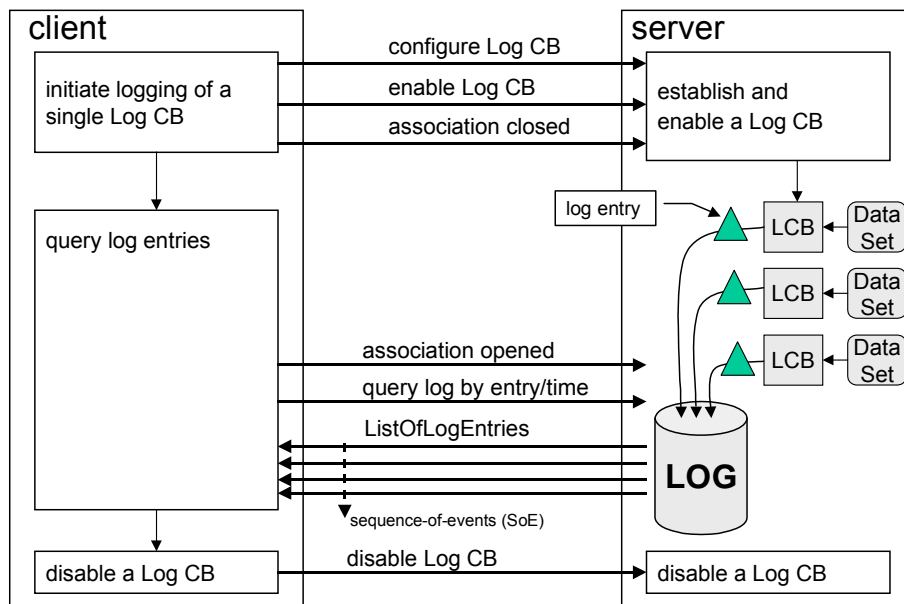 client
server
configure Log CB
initiate logging of a
single Log CB
enable Log CB
establish and
enable a Log CB
association closed
log entry
LCB
Data
Set
query log entries
LCB
Data
Set
association opened
LCB
Data
Set
query log by entry/time
ListOfLogEntries
LOG
sequence-of-events (SoE)
disable a Log CB
disable Log CB
disable a Log CB